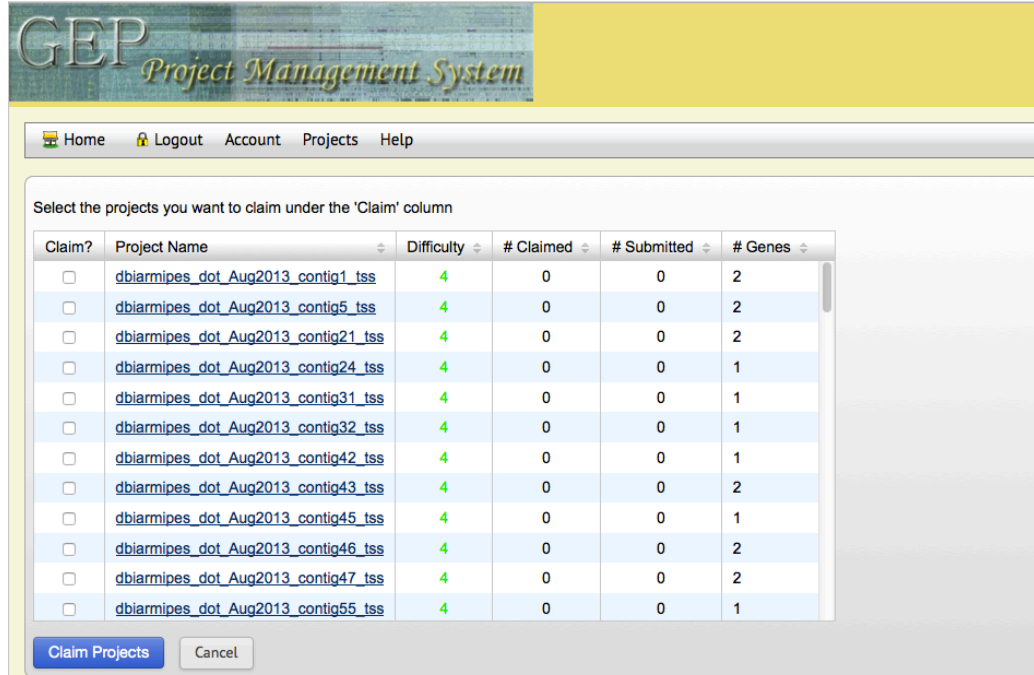 GEP
Project Management System
Home Logout Account Projects Help
Select the projects you want to claim under the 'Claim' column
Claim? Project Name Difficulty # Claimed # Submitted # Genes
dbiarmipes_dot_Aug2013_contig1_tss 4 0 0 2
dbiarmipes_dot_Aug2013_contig5_tss 4 0 0 2
dbiarmipes_dot_Aug2013_contig21_tss 4 0 0 2
dbiarmipes_dot_Aug2013_contig24_tss 4 0 0 1
dbiarmipes_dot_Aug2013_contig31_tss 4 0 0 1
dbiarmipes_dot_Aug2013_contig32_tss 4 0 0 1
dbiarmipes_dot_Aug2013_contig42_tss 4 0 0 1
dbiarmipes_dot_Aug2013_contig43_tss 4 0 0 2
dbiarmipes_dot_Aug2013_contig45_tss 4 0 0 1
dbiarmipes_dot_Aug2013_contig46_tss 4 0 0 2
dbiarmipes_dot_Aug2013_contig47_tss 4 0 0 2
dbiarmipes_dot_Aug2013_contig55_tss 4 0 0 1
Claim Projects Cancel